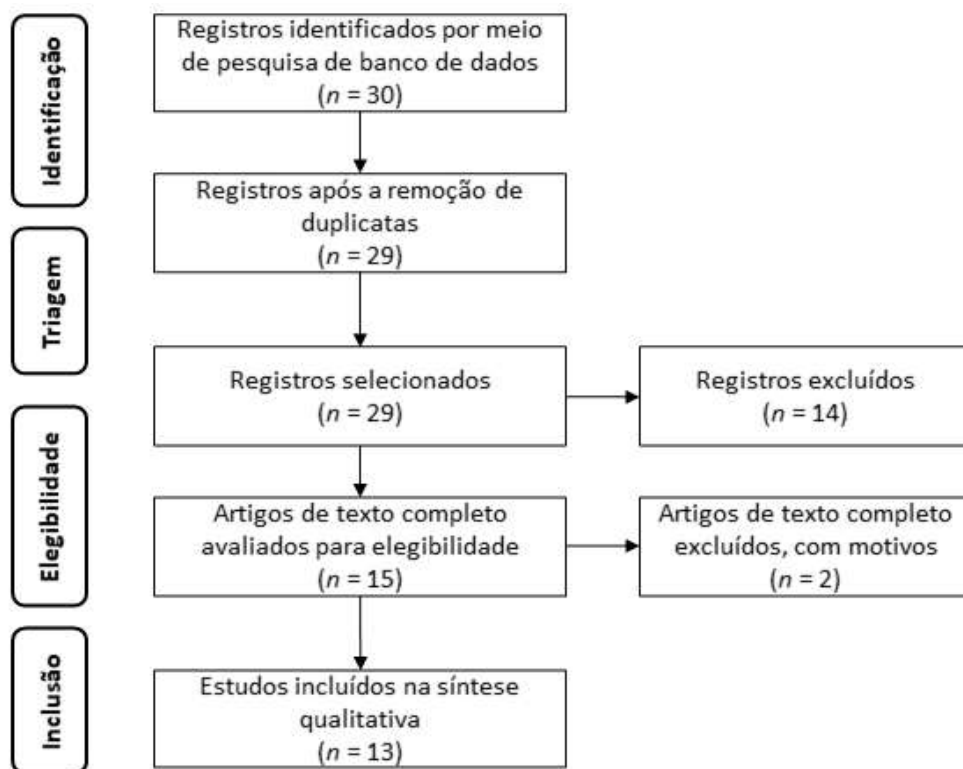 Identificação
Registros identificados por meio
de pesquisa de banco de dados
(n = 30)
Registros após a remoção de
duplicatas
(n = 29)
Triagem
Registros selecionados
(n = 29)
Registros excluídos
(n = 14)
Elegibilidade
Artigos de texto completo
avaliados para elegibilidade
(n = 15)
Artigos de texto completo
excluídos, com motivos
(n = 2)
Inclusão
Estudos incluídos na síntese
qualitativa
(n = 13)